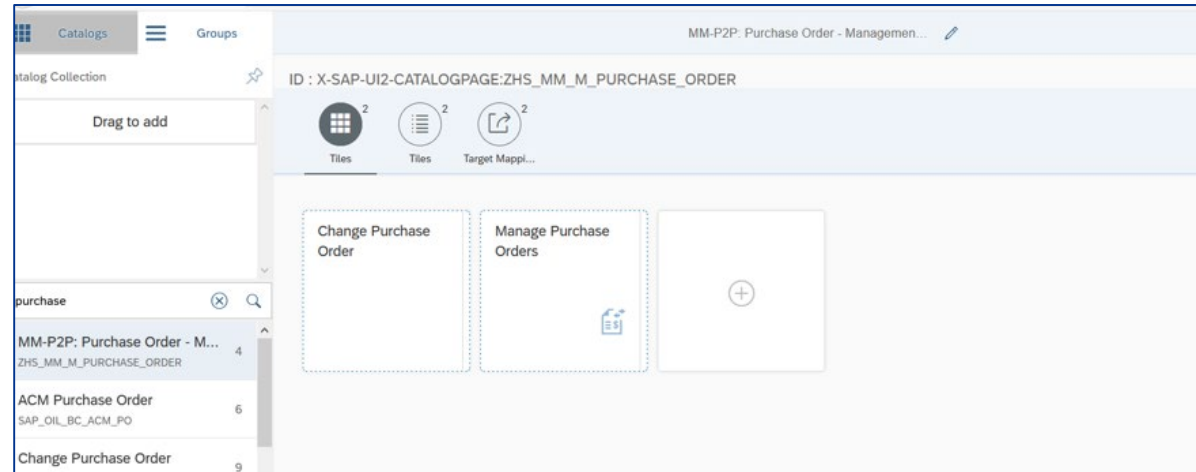 Catalogs
Groups
MM-P2P: Purchase Order - Managemen...
atalog Collection
ID : X-SAP-UI2-CATALOGPAGE:ZHS_MM_M_PURCHASE_ORDER
Drag to add
2
2
2
Tiles
Tiles
Target Mappi...
Change Purchase
Order
Manage Purchase
Orders
purchase
MM-P2P: Purchase Order - M...
4
ZHS_MM_M_PURCHASE_ORDER
ACM Purchase Order
6
SAP_OIL_BC_ACM_PO
Change Purchase Order
9